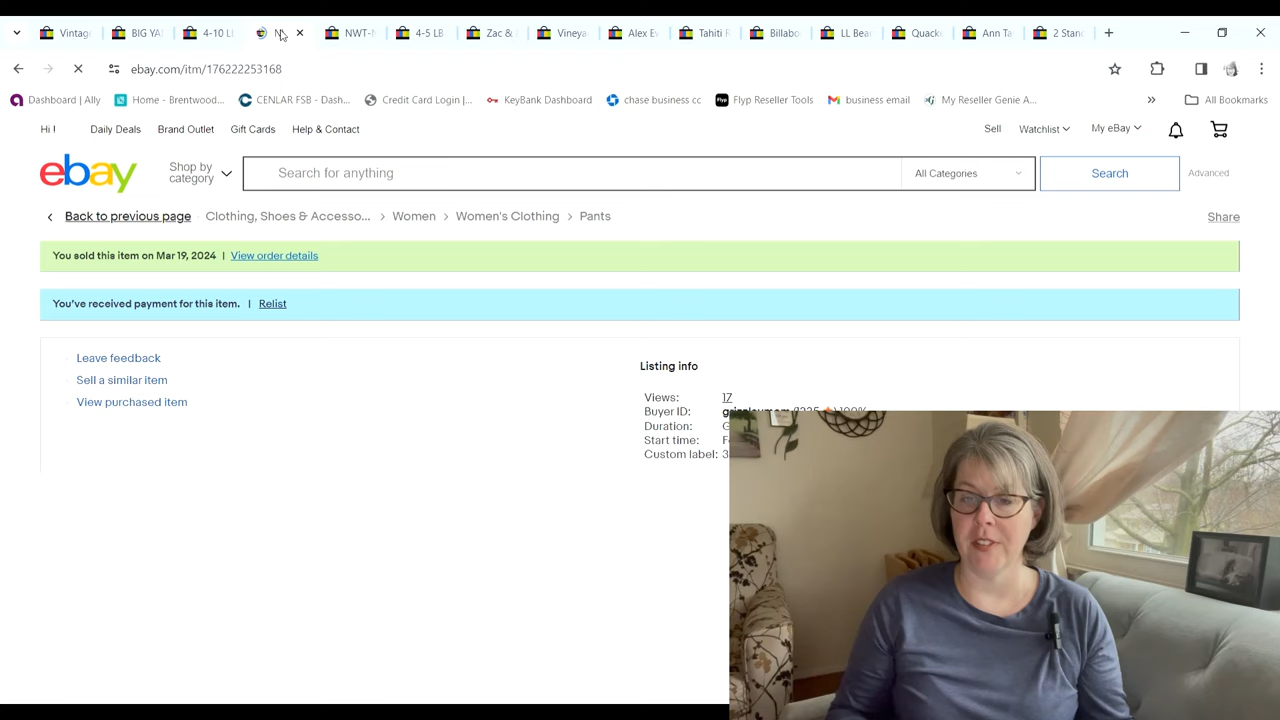 Vintage
BIG YA
4-10 L
N
NWT-N
4-5 LB
Zac &
Vineya
Alex Ev
Tahiti R
Billabo
LL Bea
Quack
Ann Ta
2 Stan
ebay.com/itm/176222253168
Dashboard | Ally
Home - Brentwood...
CENLAR FSB - Dash...
Credit Card Login |...
KeyBank Dashboard
chase business cc
Flyp Reseller Tools
business email
My Reseller Genie A...
All Bookmarks
Hi !
Daily Deals
Brand Outlet
Gift Cards
Help & Contact
Sell
Watchlist
My eBay
ebay
Shop by
category
Search for anything
All Categories
Search
Advanced
Back to previous page
Clothing, Shoes & Accesso...
Women
Women's Clothing
Pants
Share
You sold this item on Mar 19, 2024 | View order details
You've received payment for this item. | Relist
Leave feedback
Sell a similar item
View purchased item
Listing info
Views: 17
Buyer ID:
Duration:
Start time:
Custom label: 3